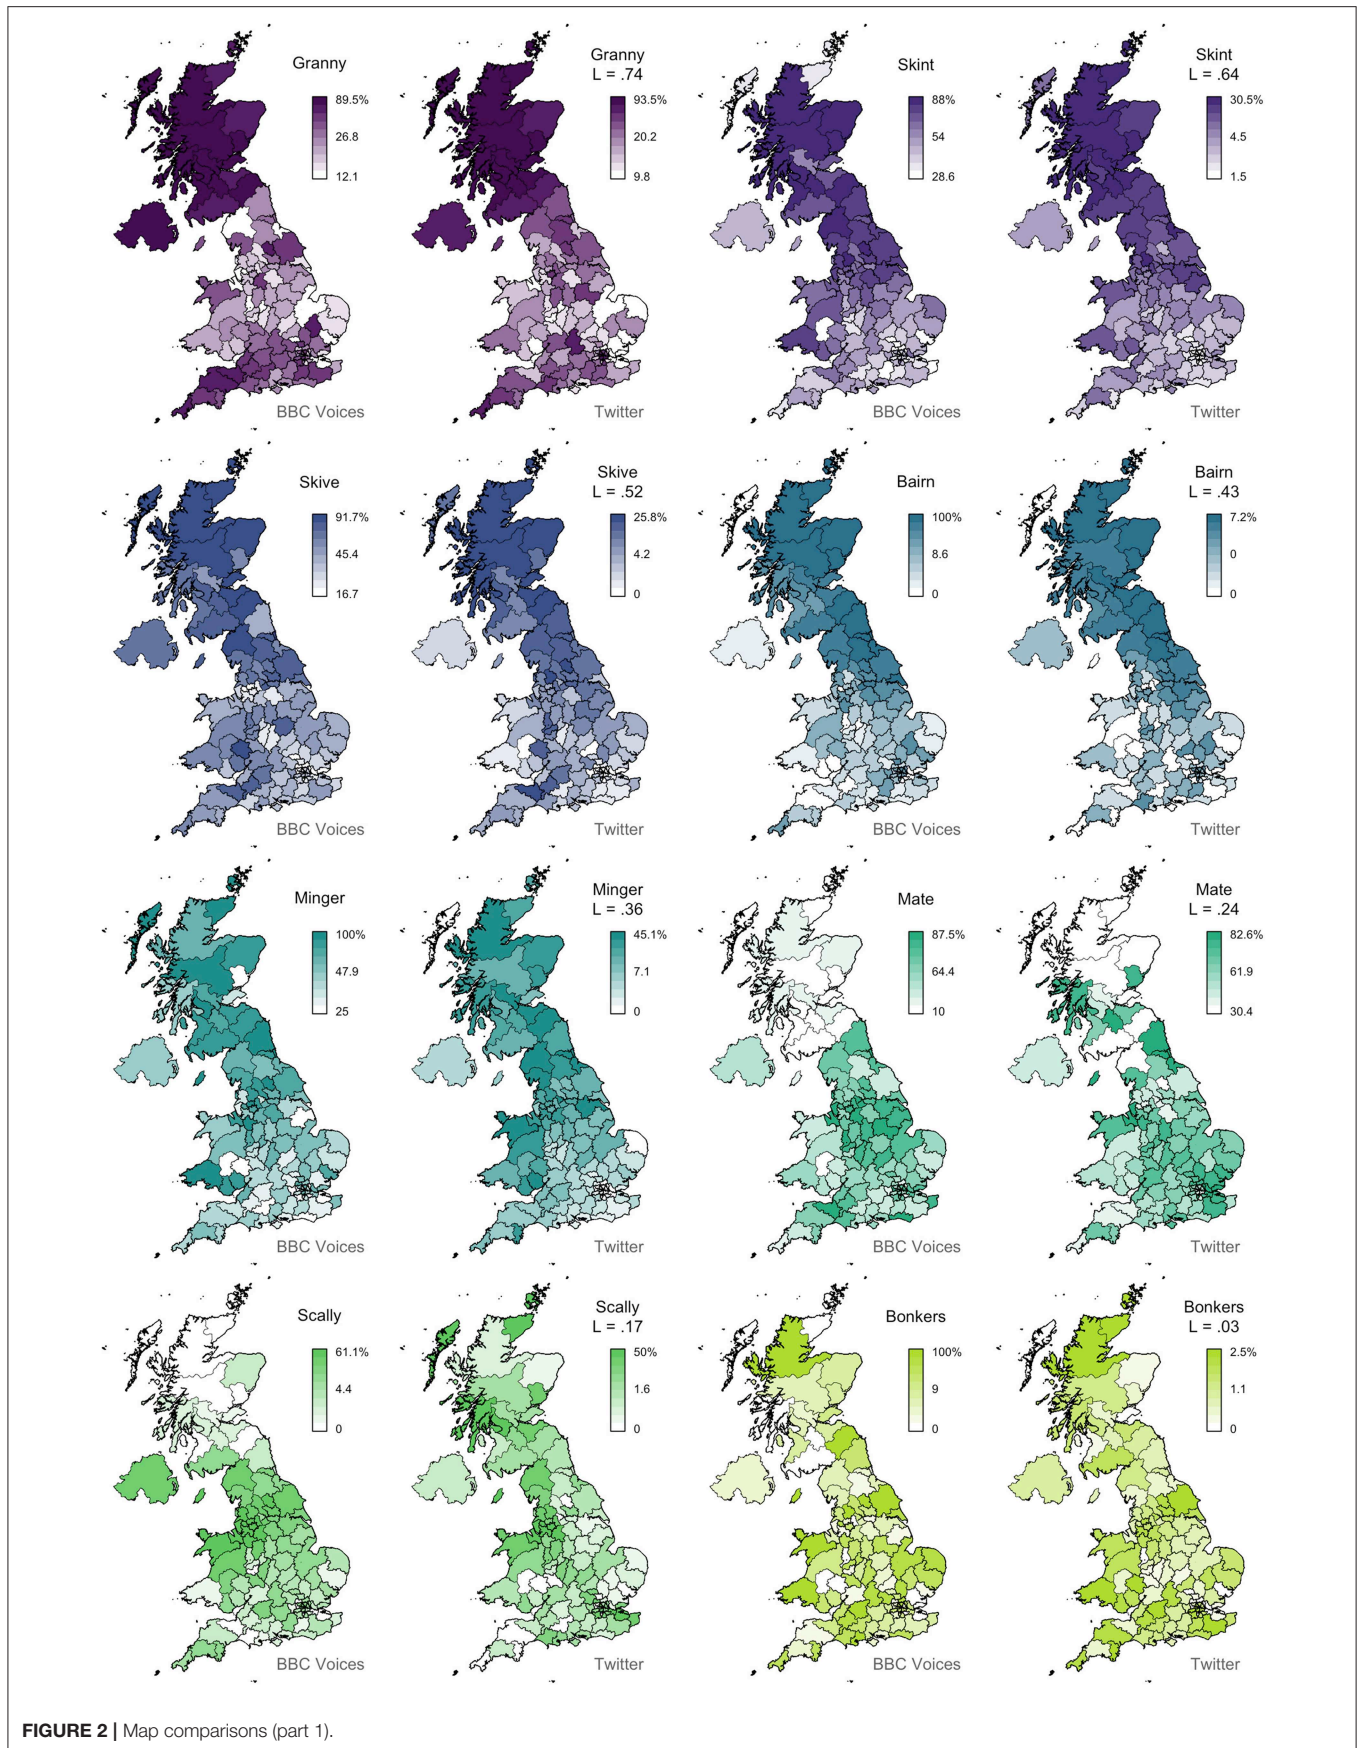 Granny
89.5%
26.8
12.1
BBC Voices
Granny
L = .74
93.5%
20.2
9.8
Twitter
Skint
88%
54
28.6
BBC Voices
Skint
L = .64
30.5%
4.5
1.5
Twitter
Skive
91.7%
45.4
16.7
BBC Voices
Skive
L = .52
25.8%
4.2
0
Twitter
Bairn
100%
8.6
0
BBC Voices
Bairn
L = .43
7.2%
0
0
Twitter
Minger
100%
47.9
25
BBC Voices
Minger
L = .36
45.1%
7.1
0
Twitter
Mate
87.5%
64.4
10
BBC Voices
Mate
L = .24
82.6%
61.9
30.4
Twitter
Scally
61.1%
4.4
0
BBC Voices
Scally
L = .17
50%
1.6
0
Twitter
Bonkers
100%
9
0
BBC Voices
Bonkers
L = .03
2.5%
1.1
0
Twitter
FIGURE 2 | Map comparisons (part 1).